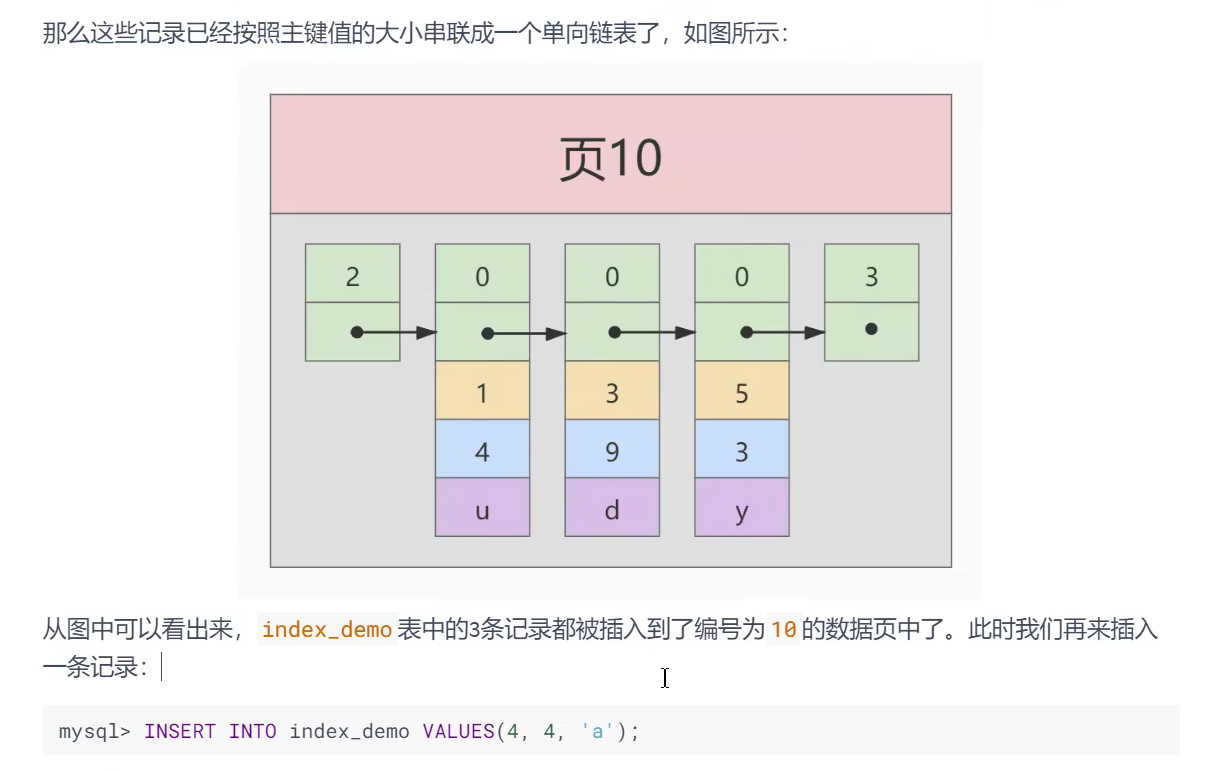 那么这些记录已经按照主键值的大小串联成一个单向链表了，如图所示：
页10
2 0 0 0 3
1 3 5
4 9 3
u d y
从图中可以看出来，index_demo表中的3条记录都被插入到了编号为10的数据页中了。此时我们再来插入
一条记录：
mysql> INSERT INTO index_demo VALUES(4, 4, 'a');